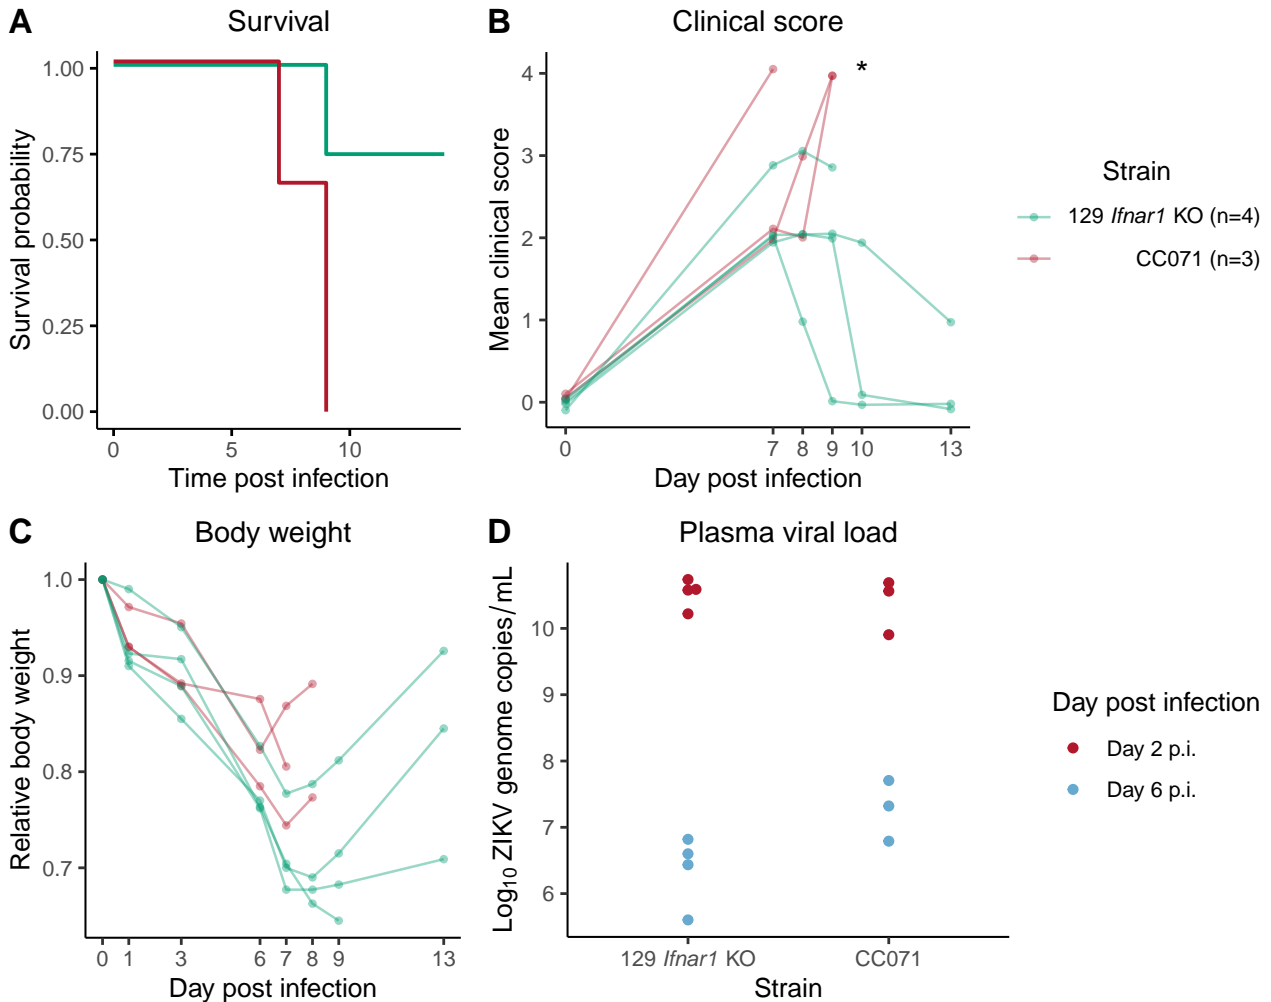 A
Survival
1.00
0.75
0.50
0.25
0.00
Survival probability
0
5
10
Time post infection
B
Clinical score
4
3
2
1
0
*
Mean clinical score
0
7
8
9
10
13
Day post infection
Strain
129 Ifnar1 KO (n=4)
CC071 (n=3)
C
Body weight
1.0
0.9
0.8
0.7
Relative body weight
0
1
3
6
7
8
9
13
Day post infection
D
Plasma viral load
10
9
8
7
6
Log10 ZIKV genome copies/mL
129 Ifnar1 KO
CC071
Strain
Day post infection
Day 2 p.i.
Day 6 p.i.